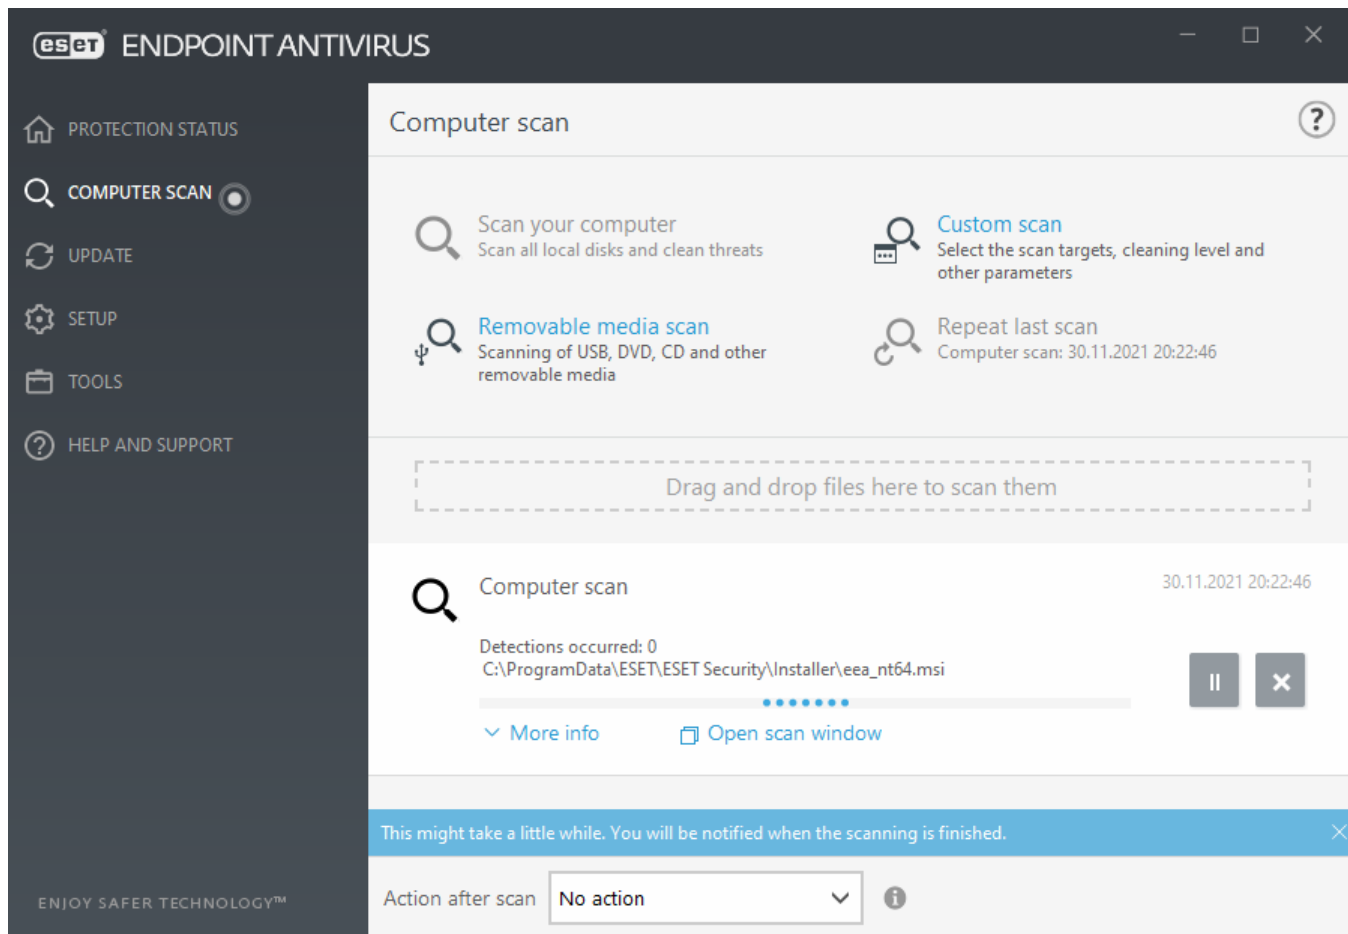 eset ENDPOINT ANTIVIRUS
PROTECTION STATUS
COMPUTER SCAN
UPDATE
SETUP
TOOLS
HELP AND SUPPORT
ENJOY SAFER TECHNOLOGY™
Computer scan
?
Scan your computer
Scan all local disks and clean threats
Custom scan
Select the scan targets, cleaning level and
other parameters
Removable media scan
Scanning of USB, DVD, CD and other
removable media
Repeat last scan
Computer scan: 30.11.2021 20:22:46
Drag and drop files here to scan them
Computer scan
30.11.2021 20:22:46
Detections occurred: 0
C:\ProgramData\ESET\ESET Security\Installer\eea_nt64.msi
More info
Open scan window
This might take a little while. You will be notified when the scanning is finished.
Action after scan
No action